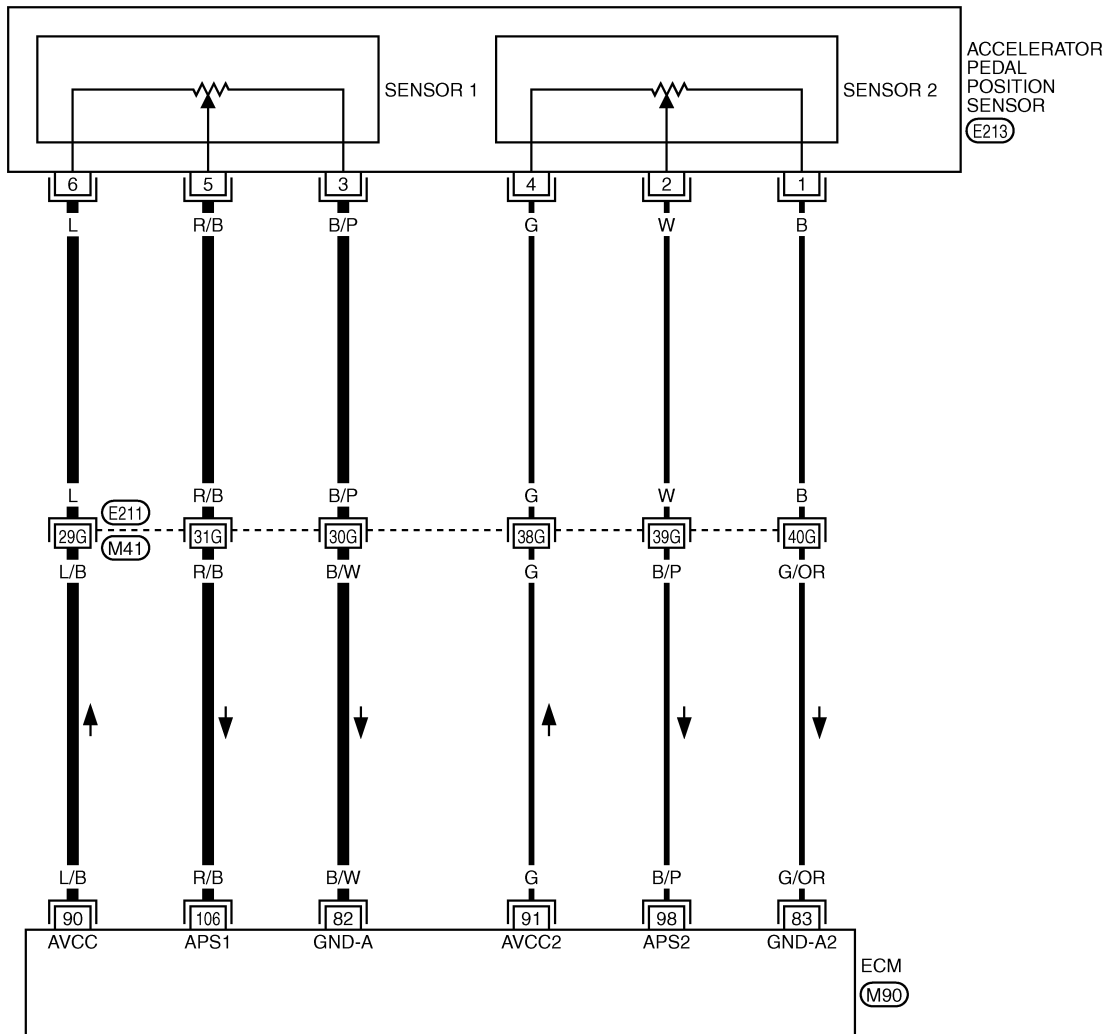 SENSOR 1
SENSOR 2
ACCELERATOR
PEDAL
POSITION
SENSOR
E213
6 5 3 4 2 1
L R/B B/P G W B
L R/B B/P G W B
E211
29G 31G 30G 38G 39G 40G
M41
L/B R/B B/W G B/P G/OR
L/B R/B B/W G B/P G/OR
90 106 82 91 98 83
AVCC APS1 GND-A AVCC2 APS2 GND-A2
ECM
M90